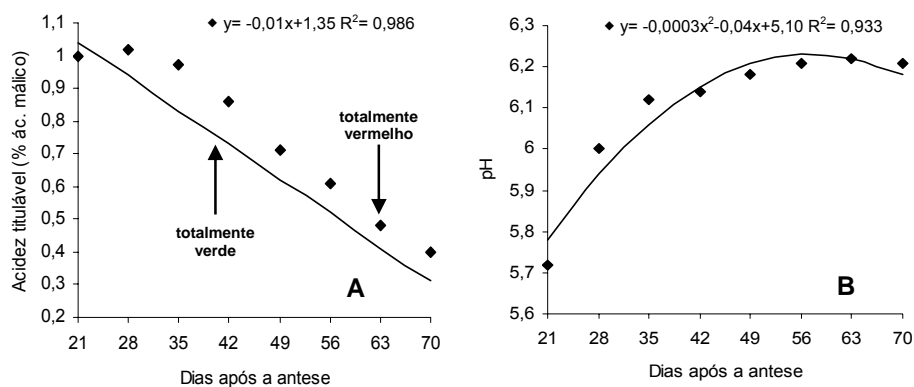 y= -0,01x+1,35 R²= 0,986
1,1
1
0,9
0,8
0,7
0,6
0,5
0,4
0,3
0,2
Acidez titulável (% ác. málico)
totalmente
vermelho
totalmente
verde
A
21 28 35 42 49 56 63 70
Dias após a antese
y= -0,0003x²-0,04x+5,10 R²= 0,933
6,3
6,2
6,1
6
5,9
5,8
5,7
5,6
pH
B
21 28 35 42 49 56 63 70
Dias após a antese